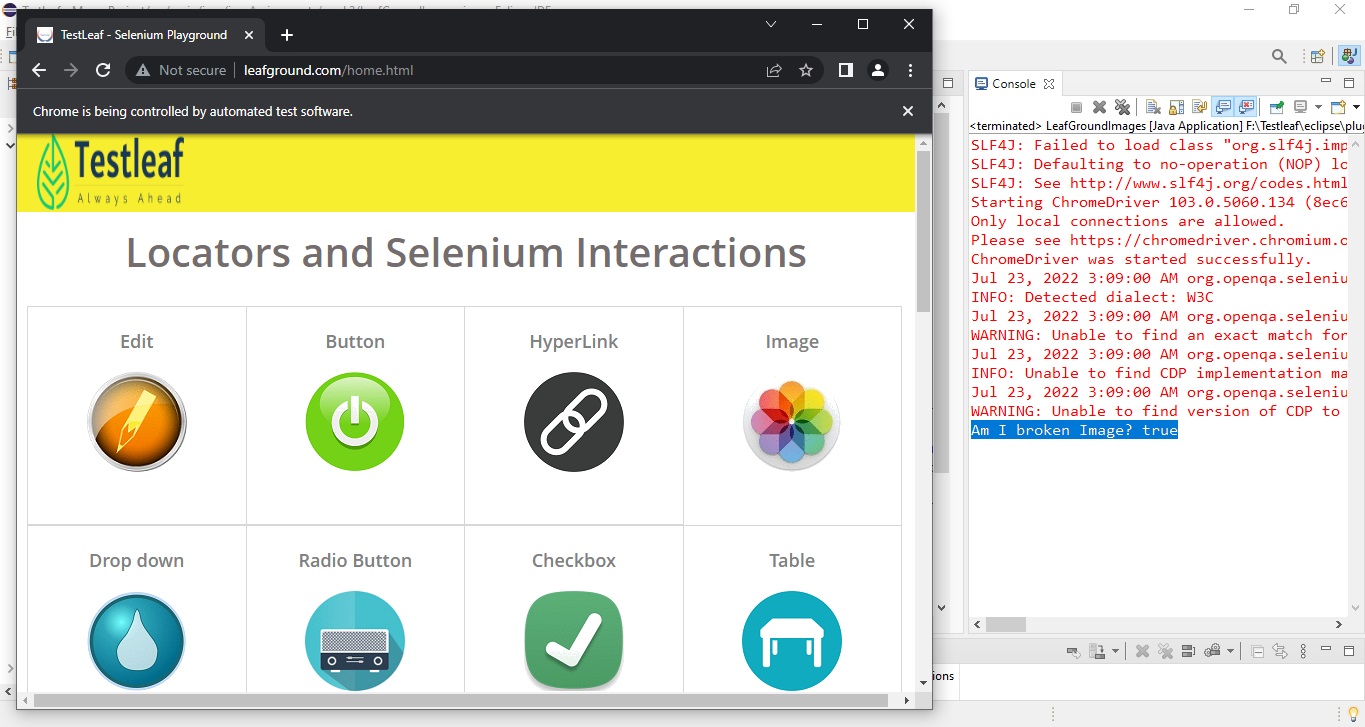 TestLeaf - Selenium Playground
Not secure
leafground.com/home.html
Chrome is being controlled by automated test software.
Testleaf
Always Ahead
Locators and Selenium Interactions
Edit
Button
HyperLink
Image
Drop down
Radio Button
Checkbox
Table
Console
<terminated> LeafGroundImages [Java Application] F:\Testleaf\eclipse\plu
SLF4J: Failed to load class "org.slf4j.imp
SLF4J: Defaulting to no-operation (NOP) lo
SLF4J: See http://www.slf4j.org/codes.html
Starting ChromeDriver 103.0.5060.134 (8ec6
Only local connections are allowed.
Please see https://chromedriver.chromium.o
ChromeDriver was started successfully.
Jul 23, 2022 3:09:00 AM org.openqa.seleniu
INFO: Detected dialect: W3C
Jul 23, 2022 3:09:00 AM org.openqa.seleniu
WARNING: Unable to find an exact match for
Jul 23, 2022 3:09:00 AM org.openqa.seleniu
INFO: Unable to find CDP implementation ma
Jul 23, 2022 3:09:00 AM org.openqa.seleniu
WARNING: Unable to find version of CDP to
Am I broken Image? true
ions